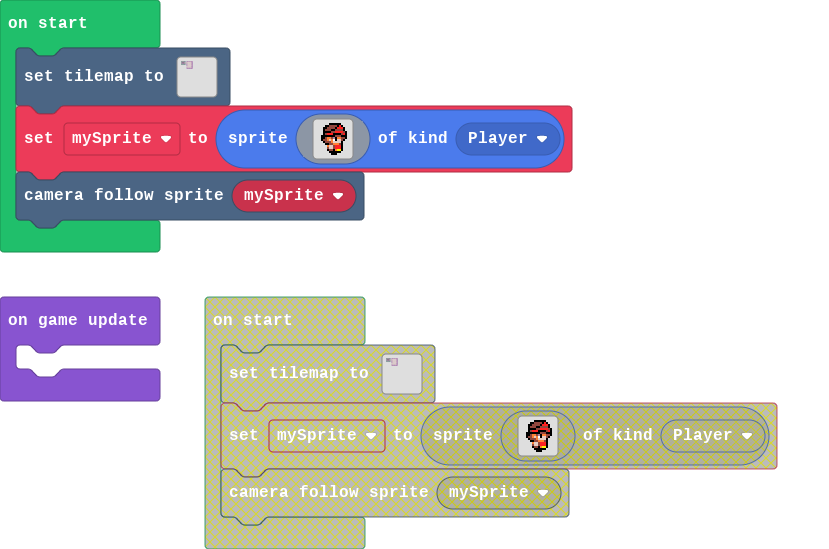 on start
set tilemap to
set mySprite to sprite of kind Player
camera follow sprite mySprite
on game update
on start
set tilemap to
set mySprite to sprite of kind Player
camera follow sprite mySprite